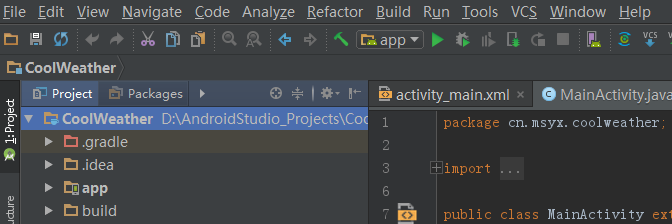 File Edit View Navigate Code Analyze Refactor Build Run Tools VCS Window Help
app VCS VCS
CoolWeather
Project Packages activity_main.xml MainActivity.java
1: Project
CoolWeather D:\AndroidStudio_Projects\Coo
.gradle
.idea
app
build
1 package cn.msyx.coolweather;
2
3 import ...
6
7 public class MainActivity ext